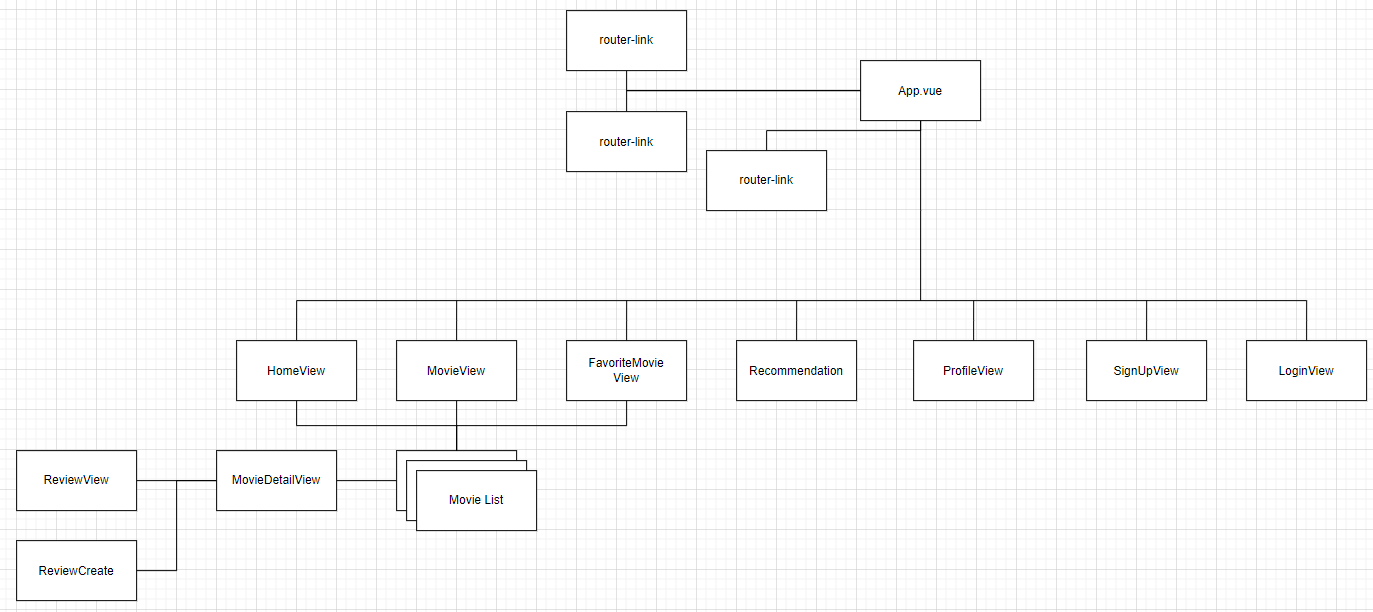 router-link
App.vue
router-link
router-link
HomeView
MovieView
FavoriteMovie
View
Recommendation
ProfileView
SignUpView
LoginView
ReviewView
MovieDetailView
Movie List
ReviewCreate